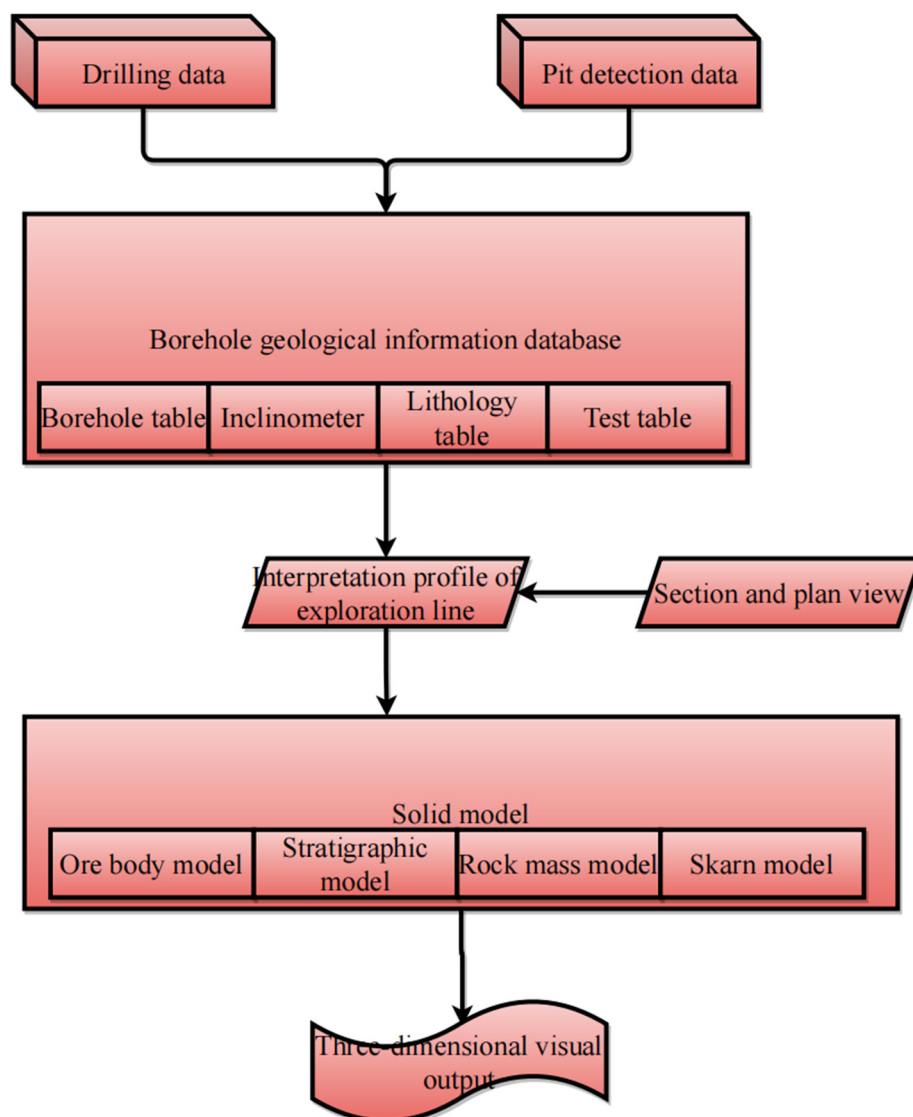 Drilling data
Pit detection data
Borehole geological information database
Borehole table
Inclinometer
Lithology
table
Test table
Interpretation profile of
exploration line
Section and plan view
Solid model
Ore body model
Stratigraphic
model
Rock mass model
Skarn model
Three-dimensional visual
output